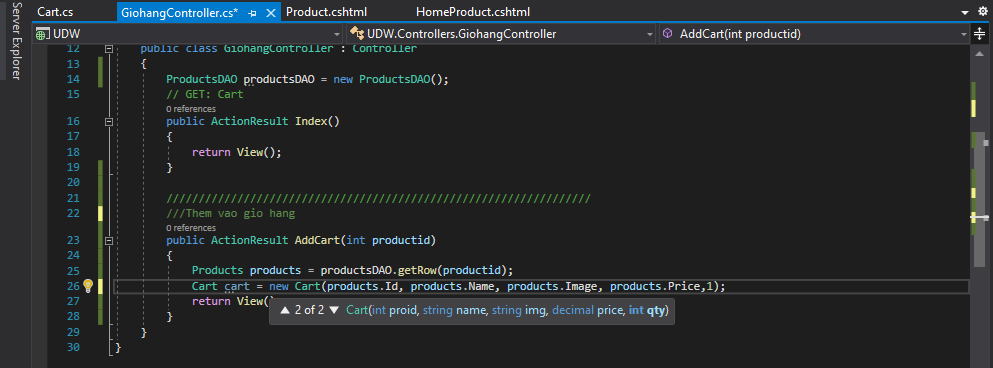 Server Explorer
Cart.cs GiohangController.cs* Product.cshtml HomeProduct.cshtml
UDW UDW.Controllers.GiohangController AddCart(int productid)
12 public class GiohangController : Controller
13 {
14 ProductsDAO productsDAO = new ProductsDAO();
15 // GET: Cart
0 references
16 public ActionResult Index()
17 {
18 return View();
19 }
20
21 //////////////////////////////////////////////////////////////////
22 ///Them vao gio hang
0 references
23 public ActionResult AddCart(int productid)
24 {
25 Products products = productsDAO.getRow(productid);
26 Cart cart = new Cart(products.Id, products.Name, products.Image, products.Price,1);
27 return View(
▲ 2 of 2 ▼ Cart(int proid, string name, string img, decimal price, int qty)
28 }
29 }
30 }